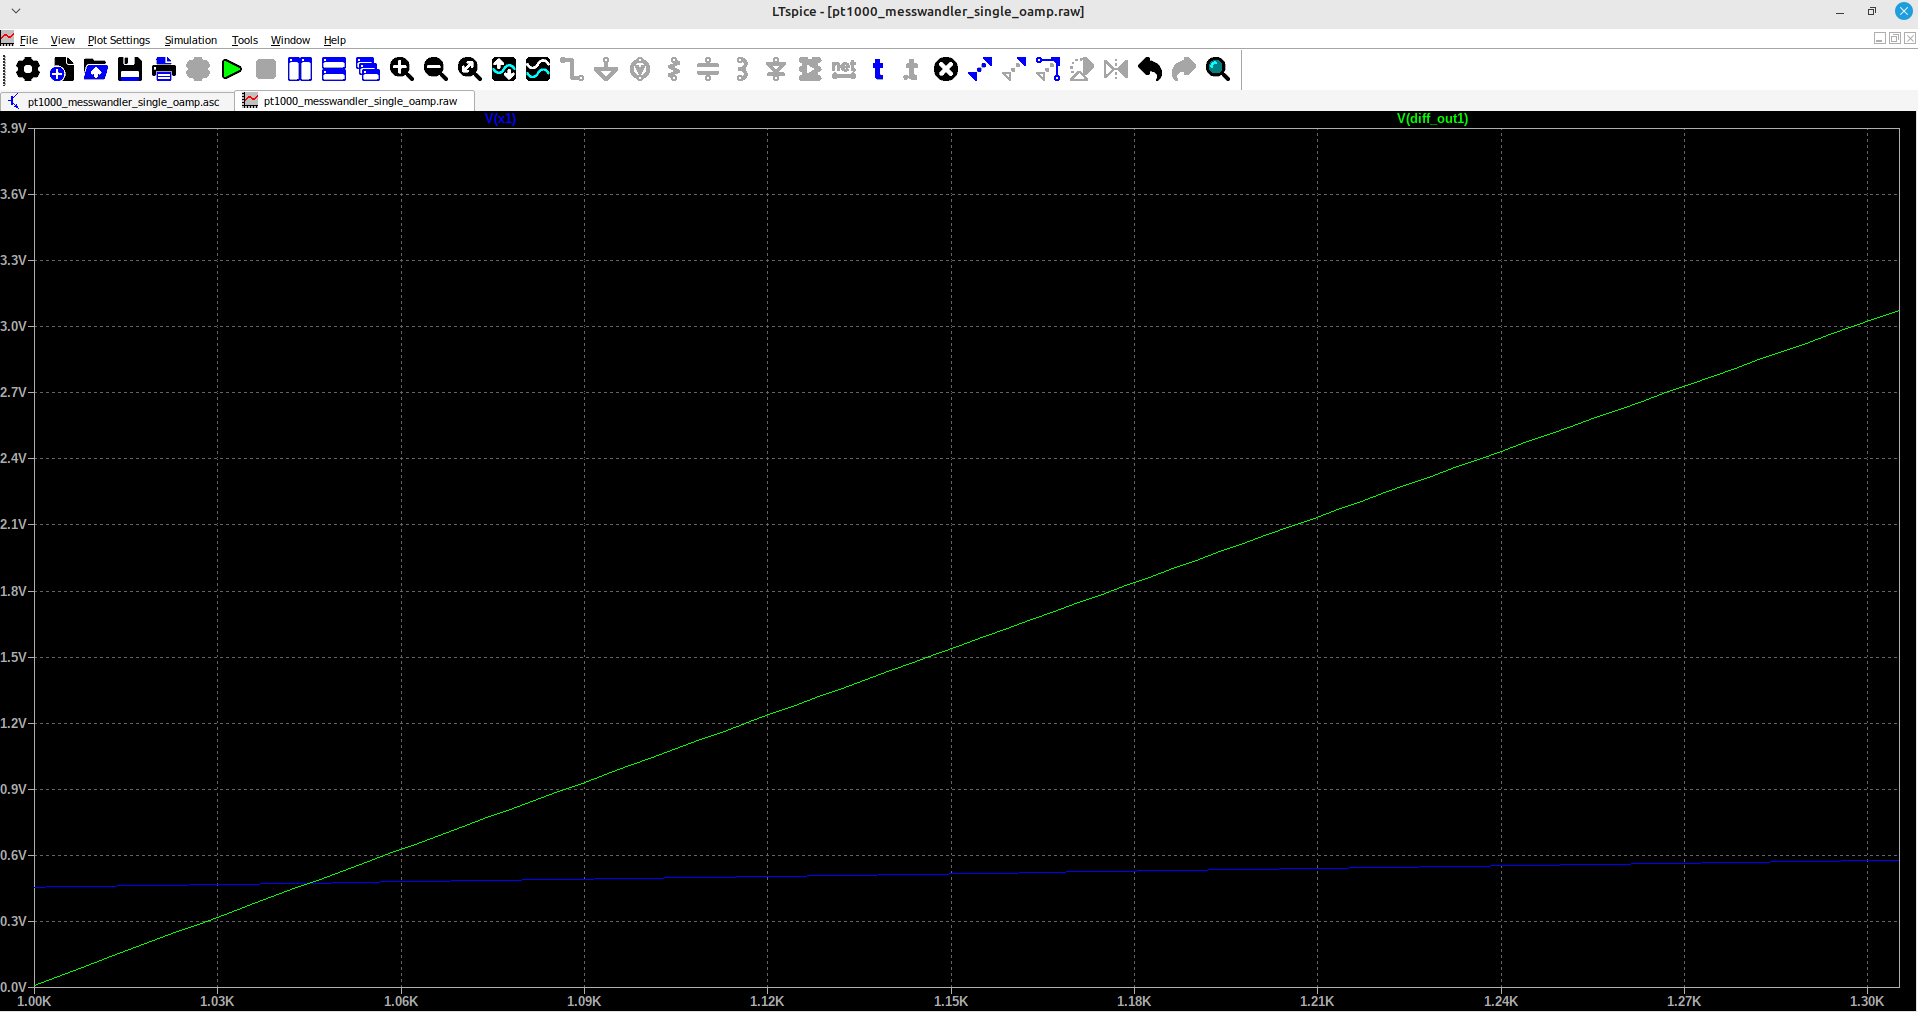 LTspice - [pt1000_messwandler_single_oamp.raw]
File View Plot Settings Simulation Tools Window Help
net t .t
pt1000_messwandler_single_oamp.asc pt1000_messwandler_single_oamp.raw
V(x1) V(diff_out1)
3.9V
3.6V
3.3V
3.0V
2.7V
2.4V
2.1V
1.8V
1.5V
1.2V
0.9V
0.6V
0.3V
0.0V
1.00K 1.03K 1.06K 1.09K 1.12K 1.15K 1.18K 1.21K 1.24K 1.27K 1.30K